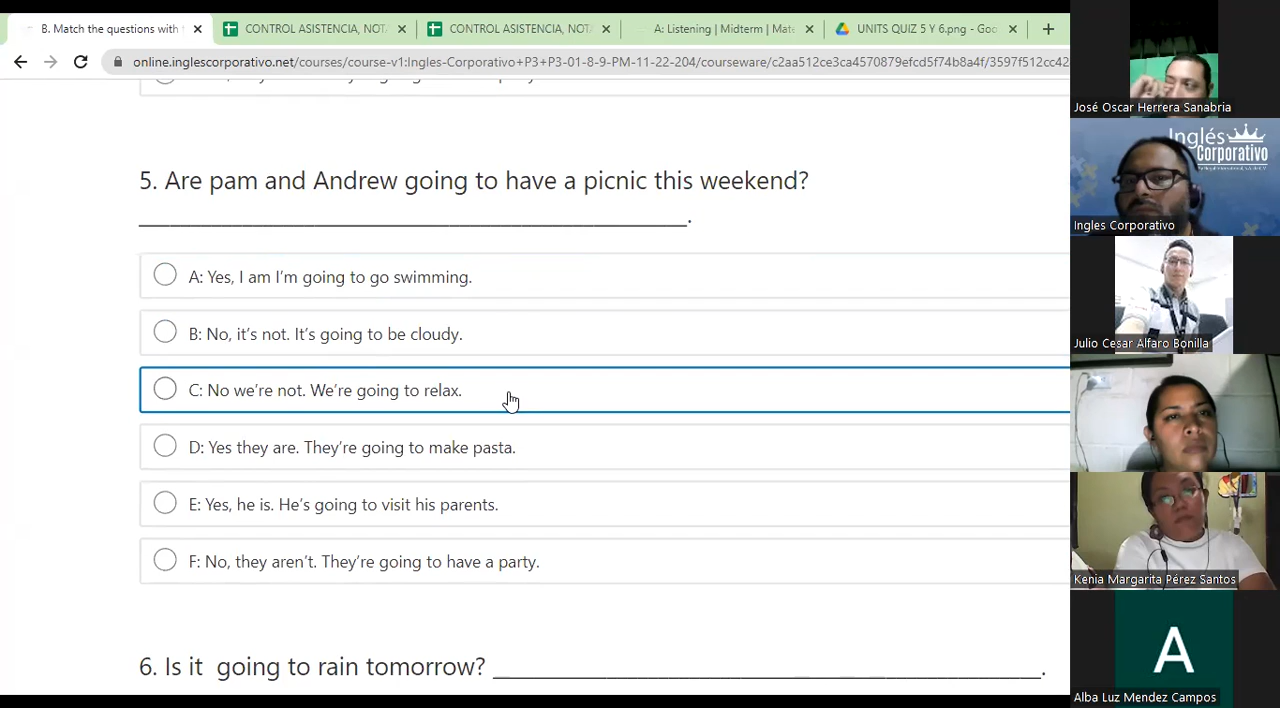 B. Match the questions with
CONTROL ASISTENCIA, NOT
CONTROL ASISTENCIA, NOT
A: Listening | Midterm | Mate
UNITS QUIZ 5 Y 6.png - Goo
online.inglescorporativo.net/courses/course-v1:Ingles-Corporativo+P3+P3-01-8-9-PM-11-22-204/courseware/c2aa512ce3ca4570879efcd5f74b8a4f/3597f512cc42
5. Are pam and Andrew going to have a picnic this weekend?
____________________________________________________.
A: Yes, I am I'm going to go swimming.
B: No, it's not. It's going to be cloudy.
C: No we're not. We're going to relax.
D: Yes they are. They're going to make pasta.
E: Yes, he is. He's going to visit his parents.
F: No, they aren't. They're going to have a party.
6. Is it going to rain tomorrow? ____________________________________________________.
José Oscar Herrera Sanabria
Inglés
Corporativo
Ingles Corporativo
Julio Cesar Alfaro Bonilla
Kenia Margarita Pérez Santos
A
Alba Luz Mendez Campos